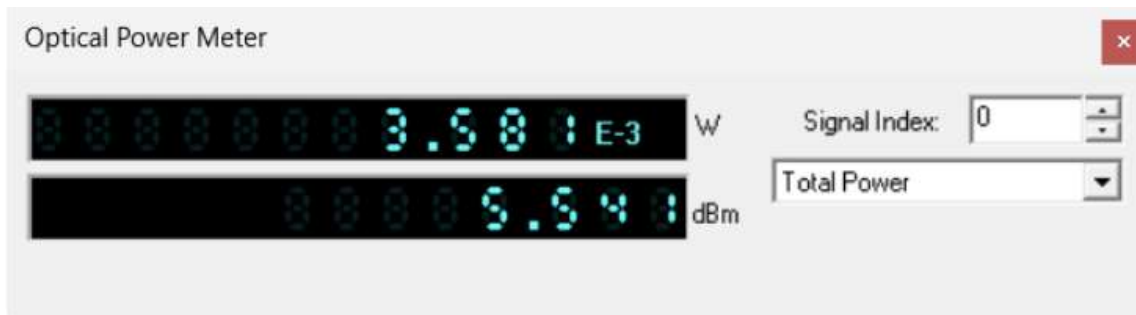 Optical Power Meter
3.581 E-3 W
Signal Index: 0
5.541 dBm
Total Power